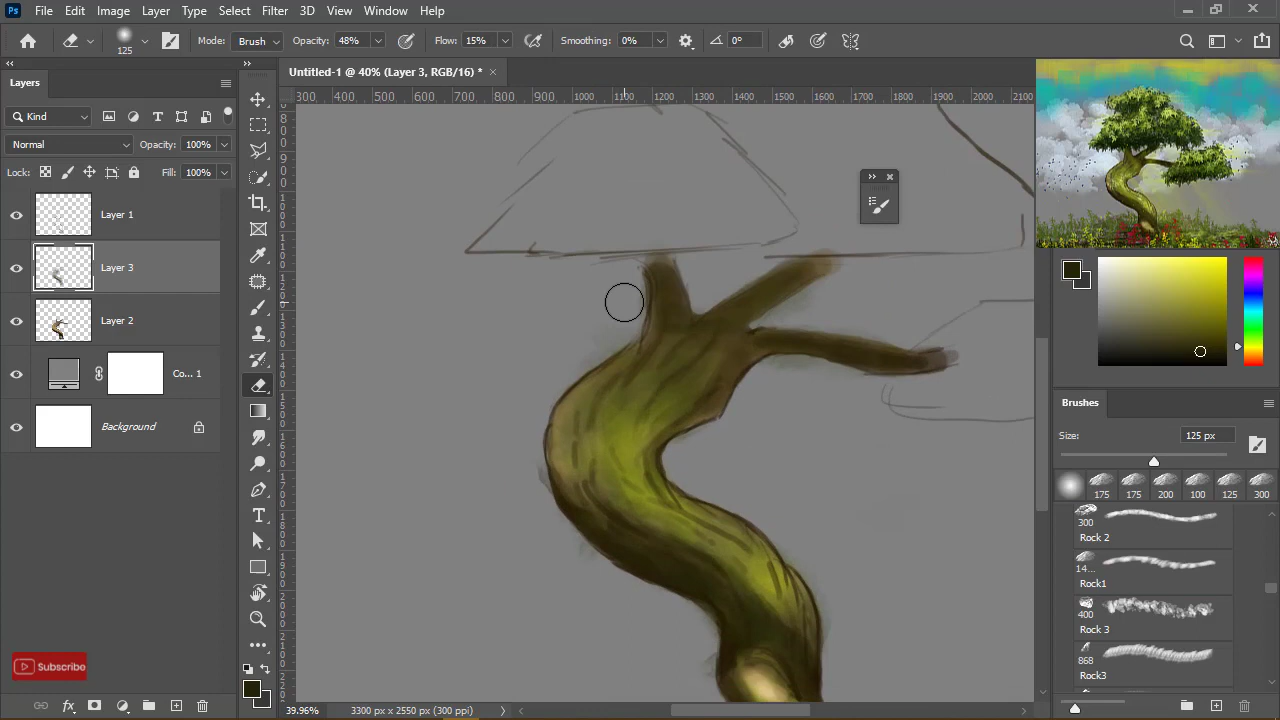 Ps File Edit Image Layer Type Select Filter 3D View Window Help
125 Mode: Brush Opacity: 48% Flow: 15% Smoothing: 0% 0°
Untitled-1 @ 40% (Layer 3, RGB/16) *
Layers
Kind
Normal Opacity: 100%
Lock: Fill: 100%
Layer 1
Layer 3
Layer 2
Co... 1
Background
300 400 500 600 700 800 900 1000 1100 1200 1300 1400 1500 1600 1700 1800 1900 2000 2100
Subscribe
39.96% 3300 px x 2550 px (300 ppi)
Brushes
Size: 125 px
175 175 200 100 125 300
300
Rock 2
14...
Rock1
400
Rock 3
868
Rock3